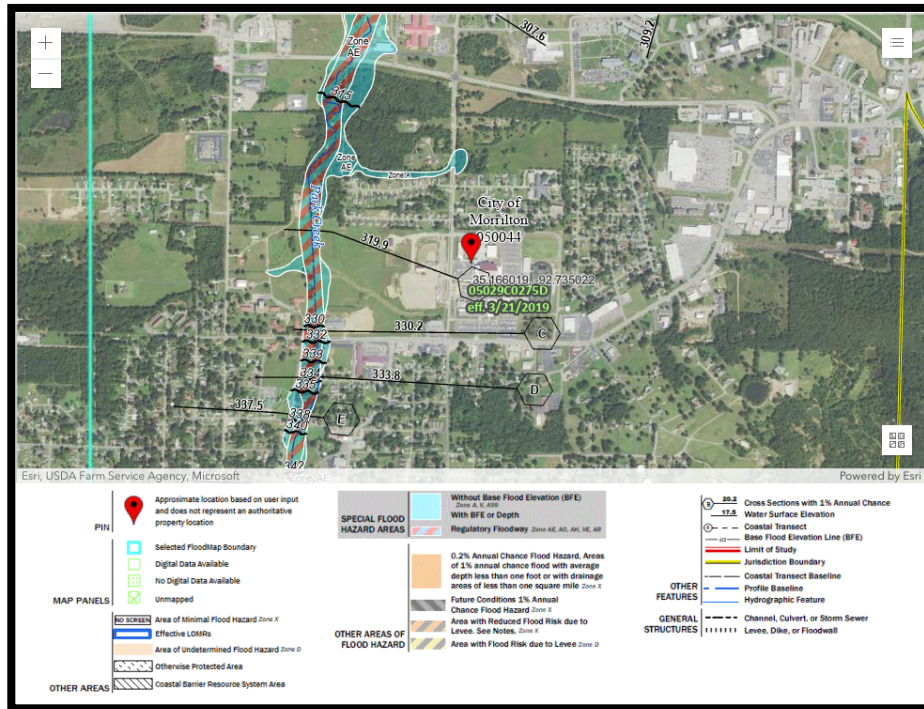 307.6
309.2
Zone
AE
315
Zone
AE
Zone A
Park Creek
City of
Morrilton
050044
319.9
35.166019 -92.735022
05029C0275D
eff. 3/21/2019
330
332
330.2
C
333
334
333.8
D
335
337.5
338
E
340
342
Zone AE
Esri, USDA Farm Service Agency, Microsoft
Powered by Esri
PIN
Approximate location based on user input
and does not represent an authoritative
property location
MAP PANELS
Selected FloodMap Boundary
Digital Data Available
No Digital Data Available
Unmapped
OTHER AREAS
NO SCREEN Area of Minimal Flood Hazard Zone X
Effective LOMRs
Area of Undetermined Flood Hazard Zone D
Otherwise Protected Area
Coastal Barrier Resource System Area
SPECIAL FLOOD
HAZARD AREAS
Without Base Flood Elevation (BFE)
Zone A, V, A99
With BFE or Depth
Regulatory Floodway Zone AE, AO, AH, VE, AR
OTHER AREAS OF
FLOOD HAZARD
0.2% Annual Chance Flood Hazard, Areas
of 1% annual chance flood with average
depth less than one foot or with drainage
areas of less than one square mile Zone X
Future Conditions 1% Annual
Chance Flood Hazard Zone X
Area with Reduced Flood Risk due to
Levee. See Notes. Zone X
Area with Flood Risk due to Levee Zone D
OTHER
FEATURES
20.2 Cross Sections with 1% Annual Chance
17.5 Water Surface Elevation
Coastal Transect
Base Flood Elevation Line (BFE)
Limit of Study
Jurisdiction Boundary
Coastal Transect Baseline
Profile Baseline
Hydrographic Feature
GENERAL
STRUCTURES
Channel, Culvert, or Storm Sewer
Levee, Dike, or Floodwall